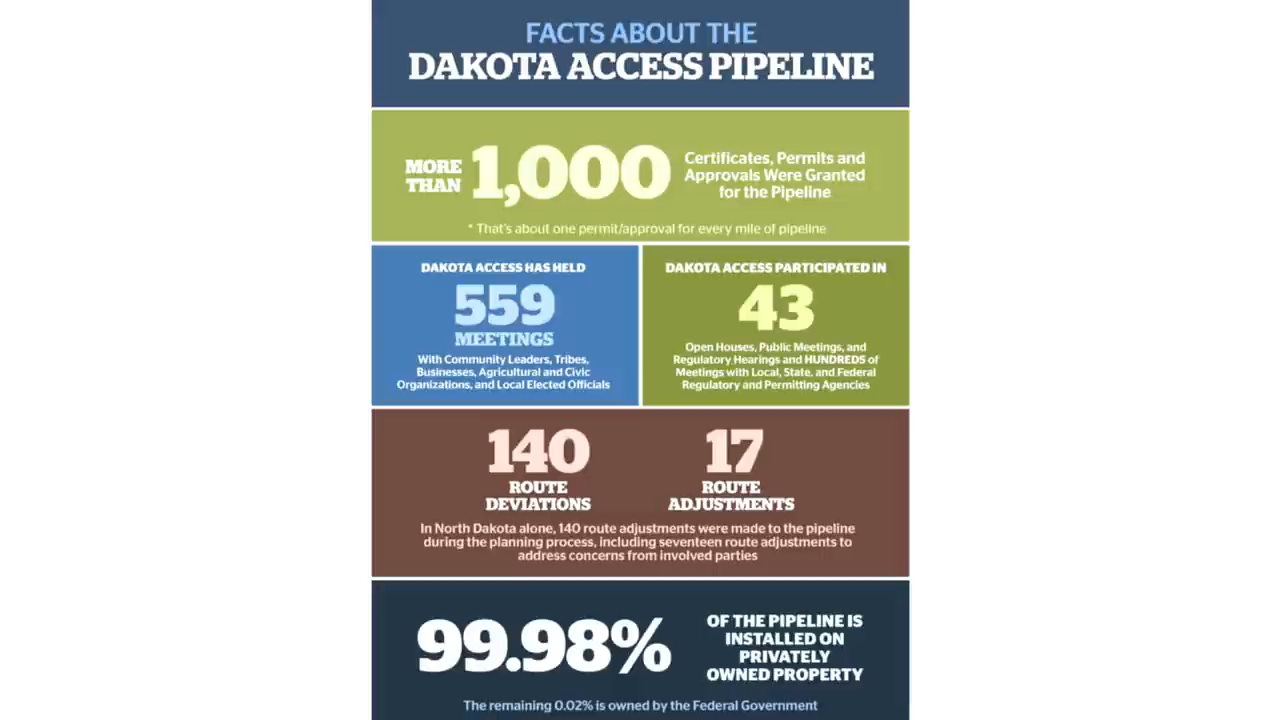 FACTS ABOUT THE
DAKOTA ACCESS PIPELINE
MORE
THAN
1,000
Certificates, Permits and
Approvals Were Granted
for the Pipeline
* That's about one permit/approval for every mile of pipeline
DAKOTA ACCESS HAS HELD
559
MEETINGS
With Community Leaders, Tribes,
Businesses, Agricultural and Civic
Organizations, and Local Elected Officials
DAKOTA ACCESS PARTICIPATED IN
43
Open Houses, Public Meetings, and
Regulatory Hearings and HUNDREDS of
Meetings with Local, State, and Federal
Regulatory and Permitting Agencies
140
ROUTE
DEVIATIONS
17
ROUTE
ADJUSTMENTS
In North Dakota alone, 140 route adjustments were made to the pipeline
during the planning process, including seventeen route adjustments to
address concerns from involved parties
99.98%
OF THE PIPELINE IS
INSTALLED ON
PRIVATELY
OWNED PROPERTY
The remaining 0.02% is owned by the Federal Government